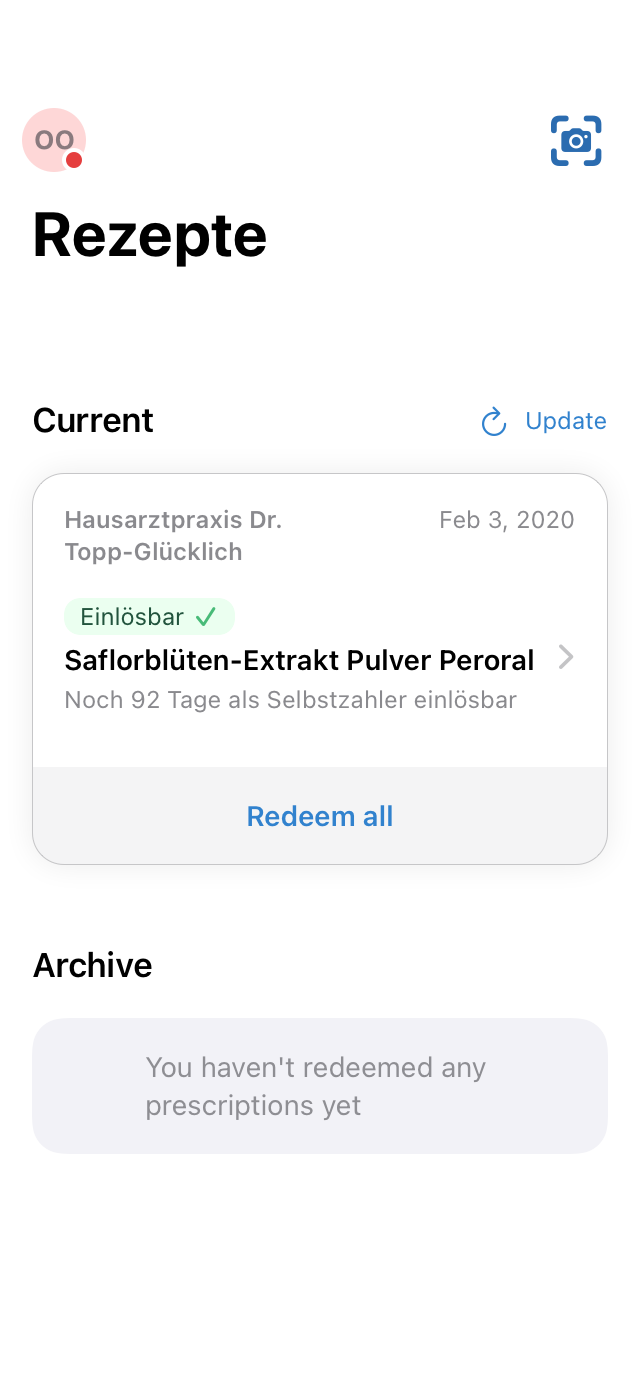 OO
Rezepte
Current
Update
Hausarztpraxis Dr.
Topp-Glücklich
Feb 3, 2020
Einlösbar
Saflorblüten-Extrakt Pulver Peroral
Noch 92 Tage als Selbstzahler einlösbar
Redeem all
Archive
You haven't redeemed any
prescriptions yet